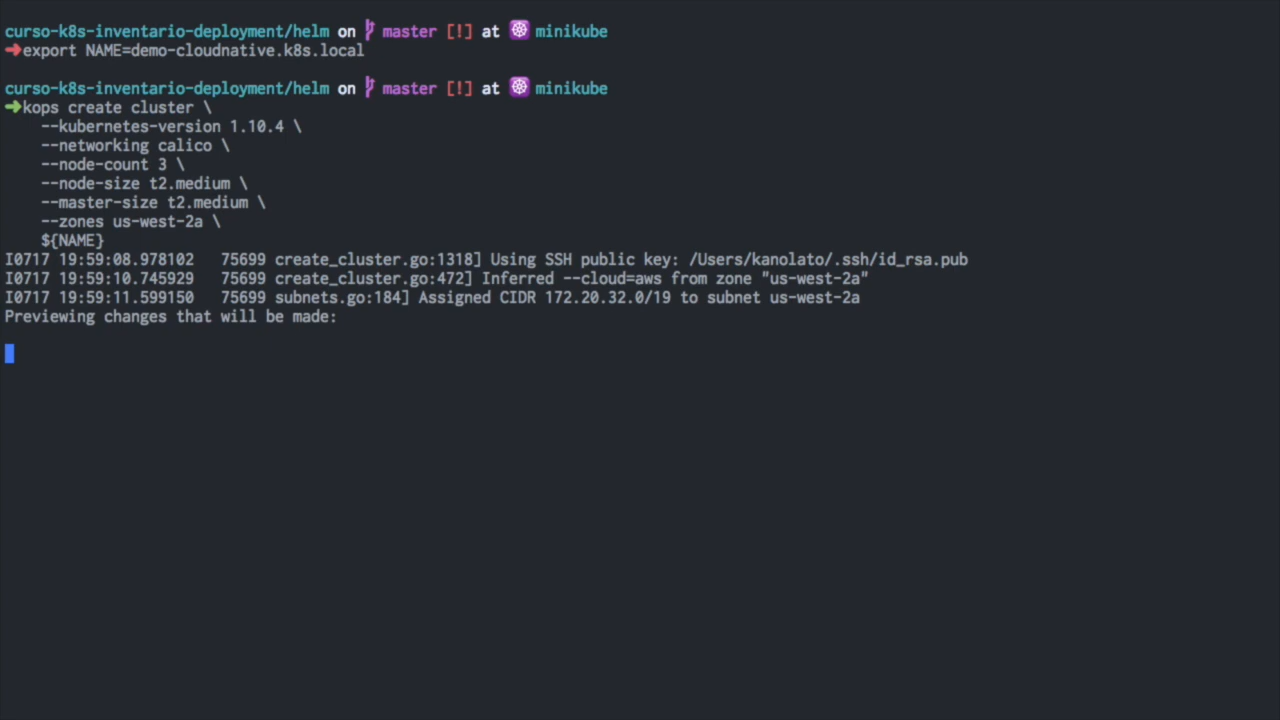 curso-k8s-inventario-deployment/helm on master [!] at minikube
➜export NAME=demo-cloudnative.k8s.local
curso-k8s-inventario-deployment/helm on master [!] at minikube
➜kops create cluster \
--kubernetes-version 1.10.4 \
--networking calico \
--node-count 3 \
--node-size t2.medium \
--master-size t2.medium \
--zones us-west-2a \
${NAME}
I0717 19:59:08.978102   75699 create_cluster.go:1318] Using SSH public key: /Users/kanolato/.ssh/id_rsa.pub
I0717 19:59:10.745929   75699 create_cluster.go:472] Inferred --cloud=aws from zone "us-west-2a"
I0717 19:59:11.599150   75699 subnets.go:184] Assigned CIDR 172.20.32.0/19 to subnet us-west-2a
Previewing changes that will be made: